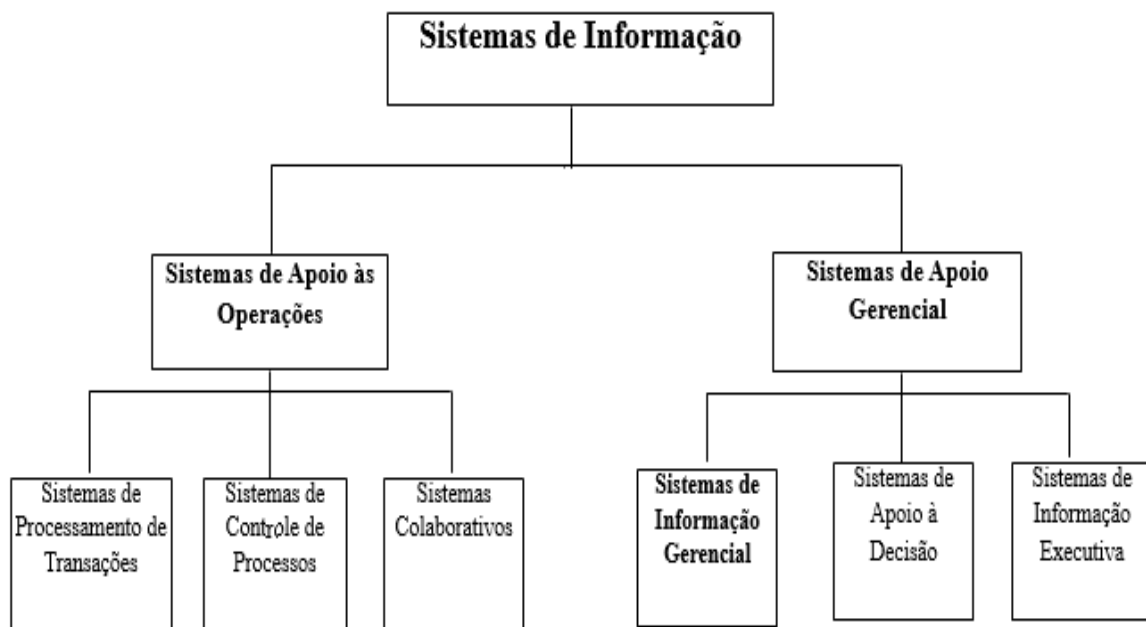 Sistemas de Informação
Sistemas de Apoio às
Operações
Sistemas de Apoio
Gerencial
Sistemas de
Processamento de
Transações
Sistemas de
Controle de
Processos
Sistemas
Colaborativos
Sistemas de
Informação
Gerencial
Sistemas de
Apoio à
Decisão
Sistemas de
Informação
Executiva